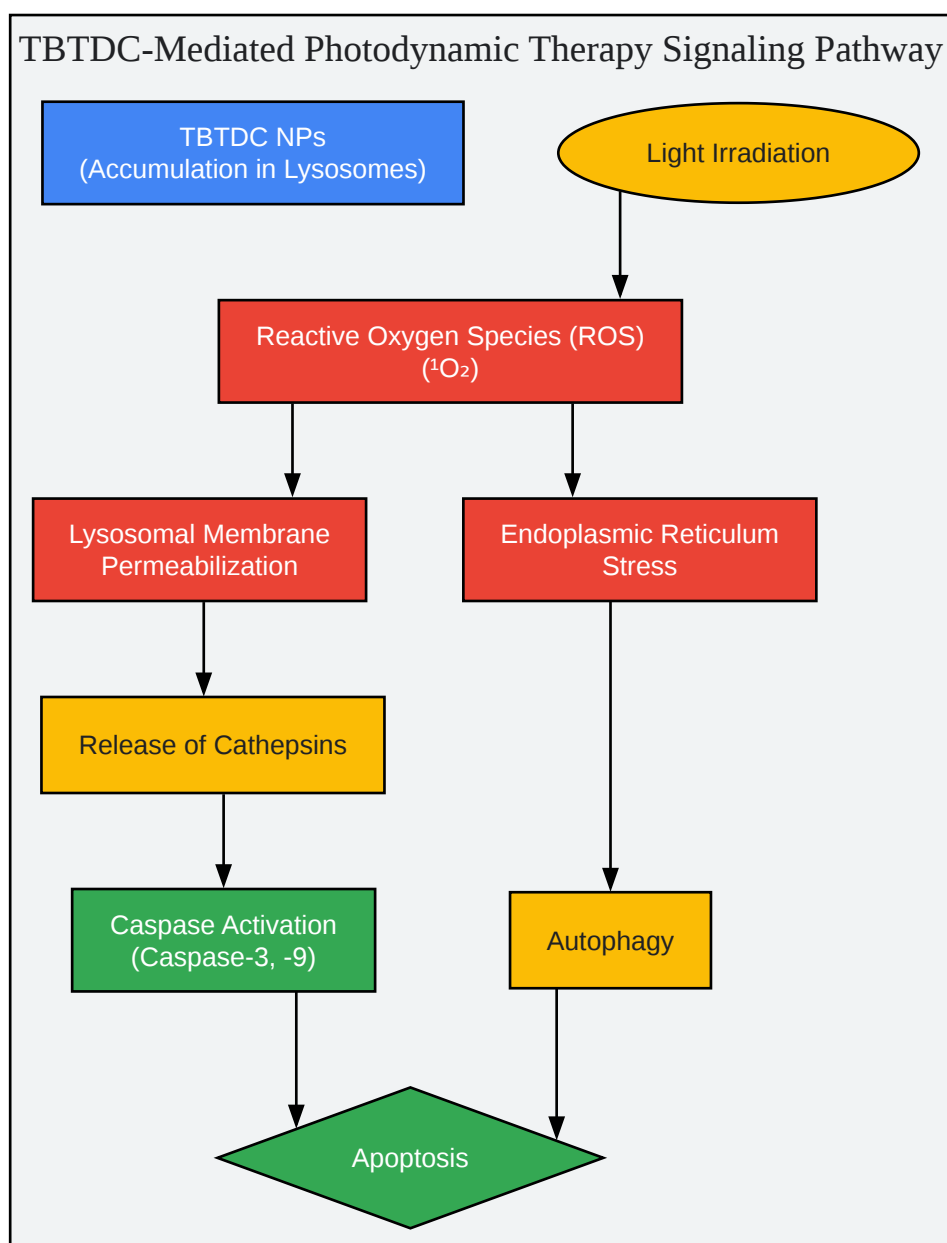 TBTDC-Mediated Photodynamic Therapy Signaling Pathway
TBTDC NPs
(Accumulation in Lysosomes)
Light Irradiation
Reactive Oxygen Species (ROS)
(¹O₂)
Lysosomal Membrane
Permeabilization
Endoplasmic Reticulum
Stress
Release of Cathepsins
Caspase Activation
(Caspase-3, -9)
Autophagy
Apoptosis